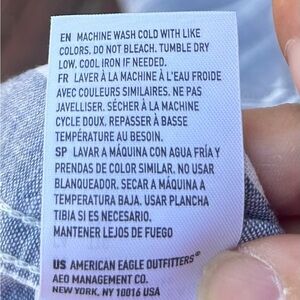 EN MACHINE WASH COLD WITH LIKE
COLORS. DO NOT BLEACH. TUMBLE DRY
LOW. COOL IRON IF NEEDED.
FR LAVER À LA MACHINE À L'EAU FROIDE
AVEC COULEURS SIMILAIRES. NE PAS
JAVELLISER. SÉCHER À LA MACHINE
CYCLE DOUX. REPASSER À BASSE
TEMPÉRATURE AU BESOIN.
SP LAVAR A MÁQUINA CON AGUA FRÍA Y
PRENDAS DE COLOR SIMILAR. NO USAR
BLANQUEADOR. SECAR A MÁQUINA A
TEMPERATURA BAJA. USAR PLANCHA
TIBIA SI ES NECESARIO.
MANTENER LEJOS DE FUEGO
US AMERICAN EAGLE OUTFITTERS®
AEO MANAGEMENT CO.
NEW YORK, NY 10016 USA